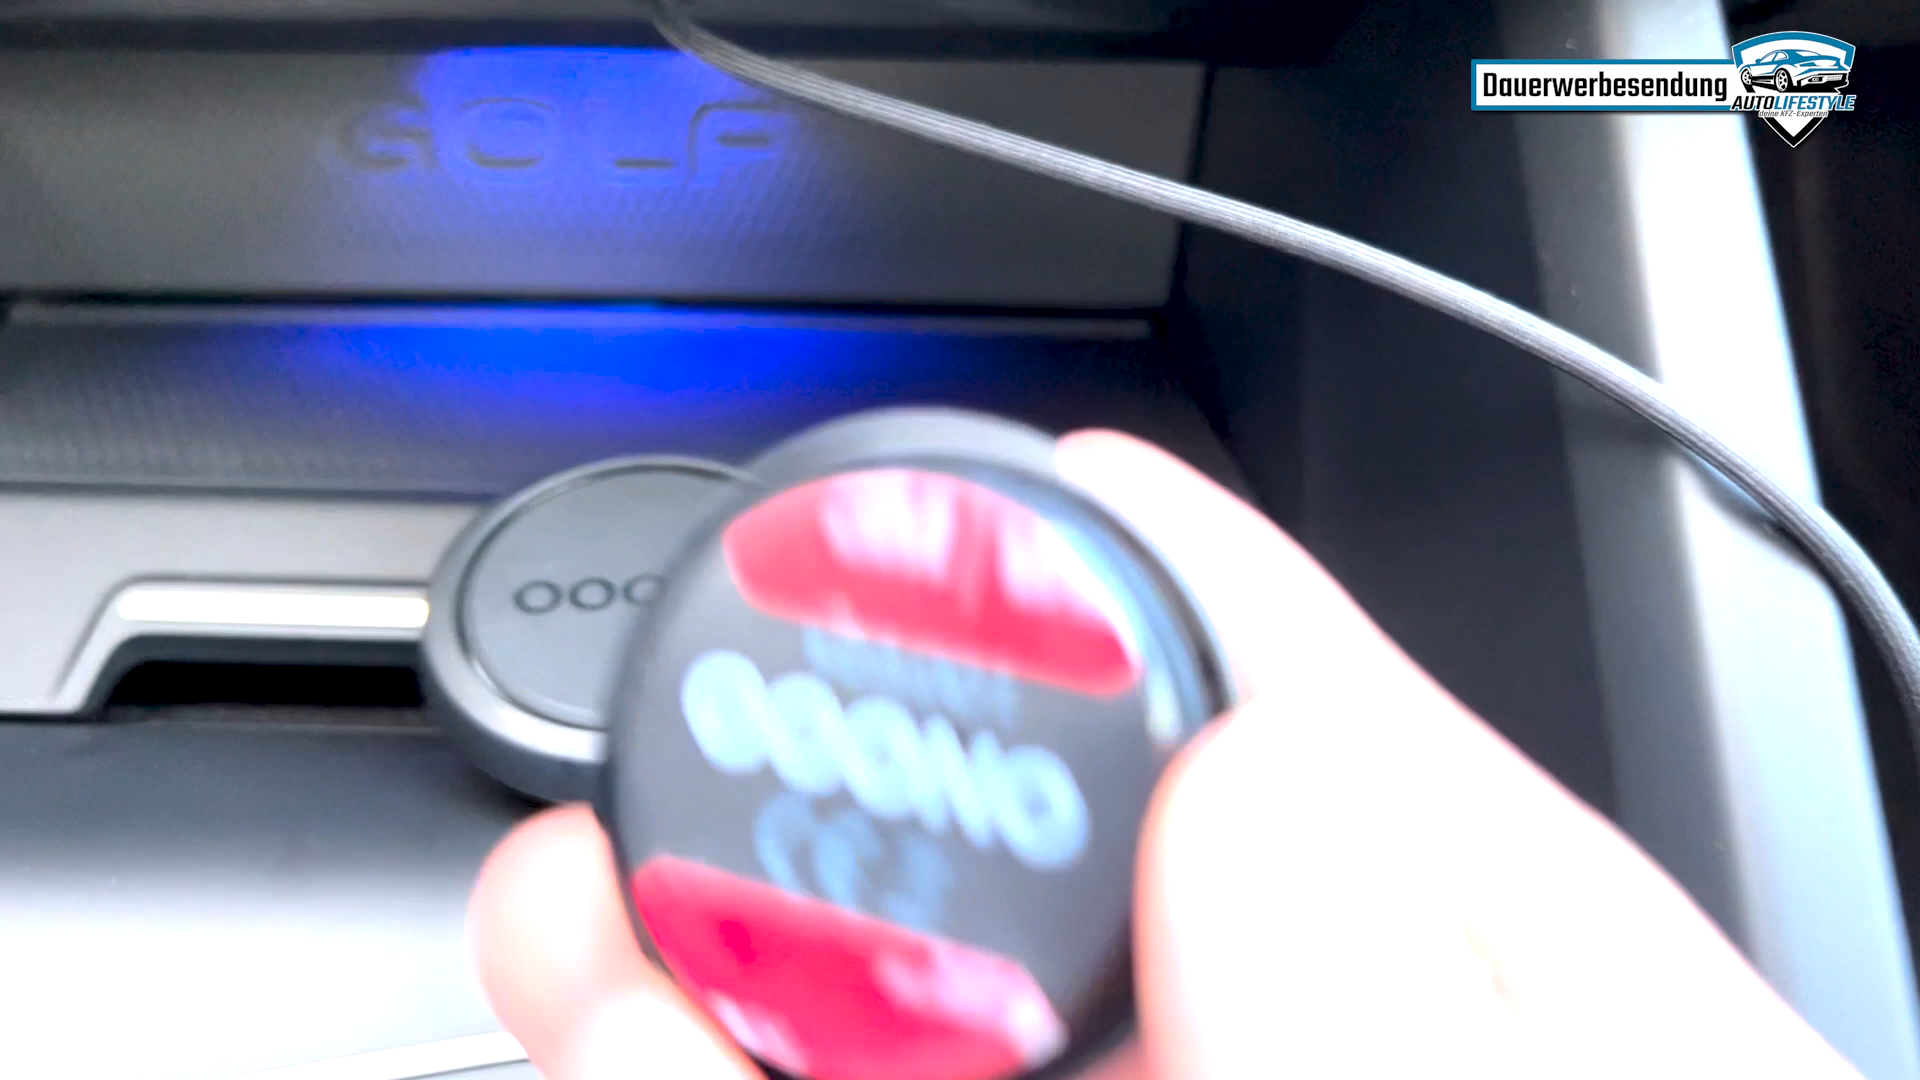 Dauerwerbesendung
AUTOLIFESTYLE
deine KFZ-Experten
GOLF
OOONO